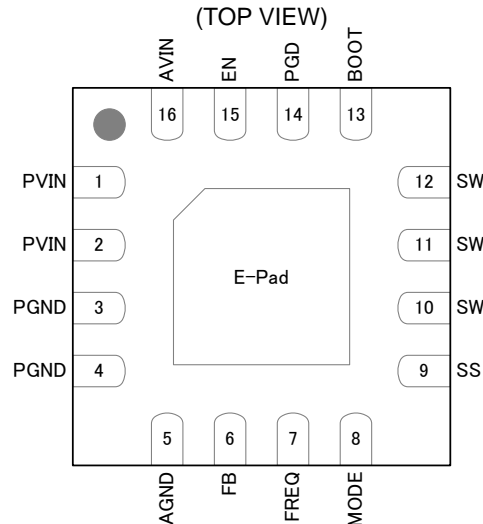 (TOP VIEW)
AVIN EN PGD BOOT
16 15 14 13
PVIN 1 12 SW
PVIN 2 11 SW
E-Pad
PGND 3 10 SW
PGND 4 9 SS
5 6 7 8
AGND FB FREQ MODE